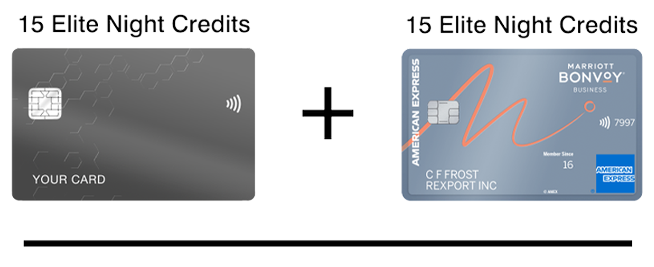 15 Elite Night Credits
15 Elite Night Credits
YOUR CARD
+
AMERICAN EXPRESS
MARRIOTT
BONVOY
BUSINESS
7997
Member Since
16
C F FROST
REXPORT INC
AMERICAN
EXPRESS
© AMEX